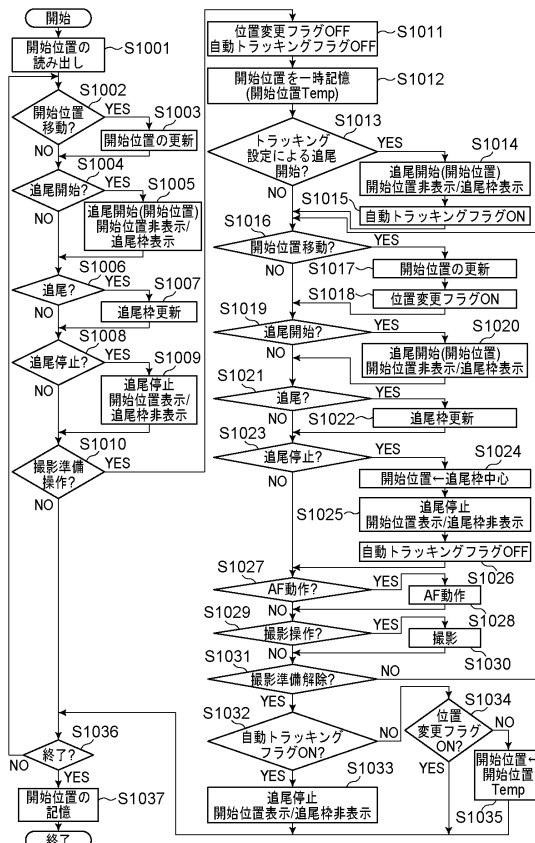 開始
開始位置の
読み出し
S1001
S1002
開始位置
移動?
YES
NO
S1003
開始位置の更新
S1004
追尾開始?
YES
NO
S1005
追尾開始(開始位置)
開始位置非表示/
追尾枠表示
S1006
追尾?
YES
NO
S1007
追尾枠更新
S1008
追尾停止?
YES
NO
S1009
追尾停止
開始位置表示/
追尾枠非表示
S1010
撮影準備
操作?
YES
NO
S1036
終了?
NO
YES
開始位置の
記憶
S1037
終了
位置変更フラグOFF
自動トラッキングフラグOFF
S1011
開始位置を一時記憶
(開始位置Temp)
S1012
S1013
トラッキング
設定による追尾
開始?
YES
NO
S1014
追尾開始(開始位置)
開始位置非表示/追尾枠表示
S1015
自動トラッキングフラグON
S1016
開始位置移動?
YES
NO
S1017
開始位置の更新
S1018
位置変更フラグON
S1019
追尾開始?
YES
NO
S1020
追尾開始(開始位置)
開始位置非表示/追尾枠表示
S1021
追尾?
YES
NO
S1022
追尾枠更新
S1023
追尾停止?
YES
NO
S1024
開始位置←追尾枠中心
S1025
追尾停止
開始位置表示/追尾枠非表示
自動トラッキングフラグOFF
S1026
S1027
AF動作?
YES
NO
AF動作
S1028
S1029
撮影操作?
YES
NO
撮影
S1030
S1031
撮影準備解除?
NO
YES
S1032
自動トラッキング
フラグON?
NO
YES
S1033
追尾停止
開始位置表示/追尾枠非表示
S1034
位置
変更フラグ
ON?
NO
YES
開始位置←
開始位置
Temp
S1035